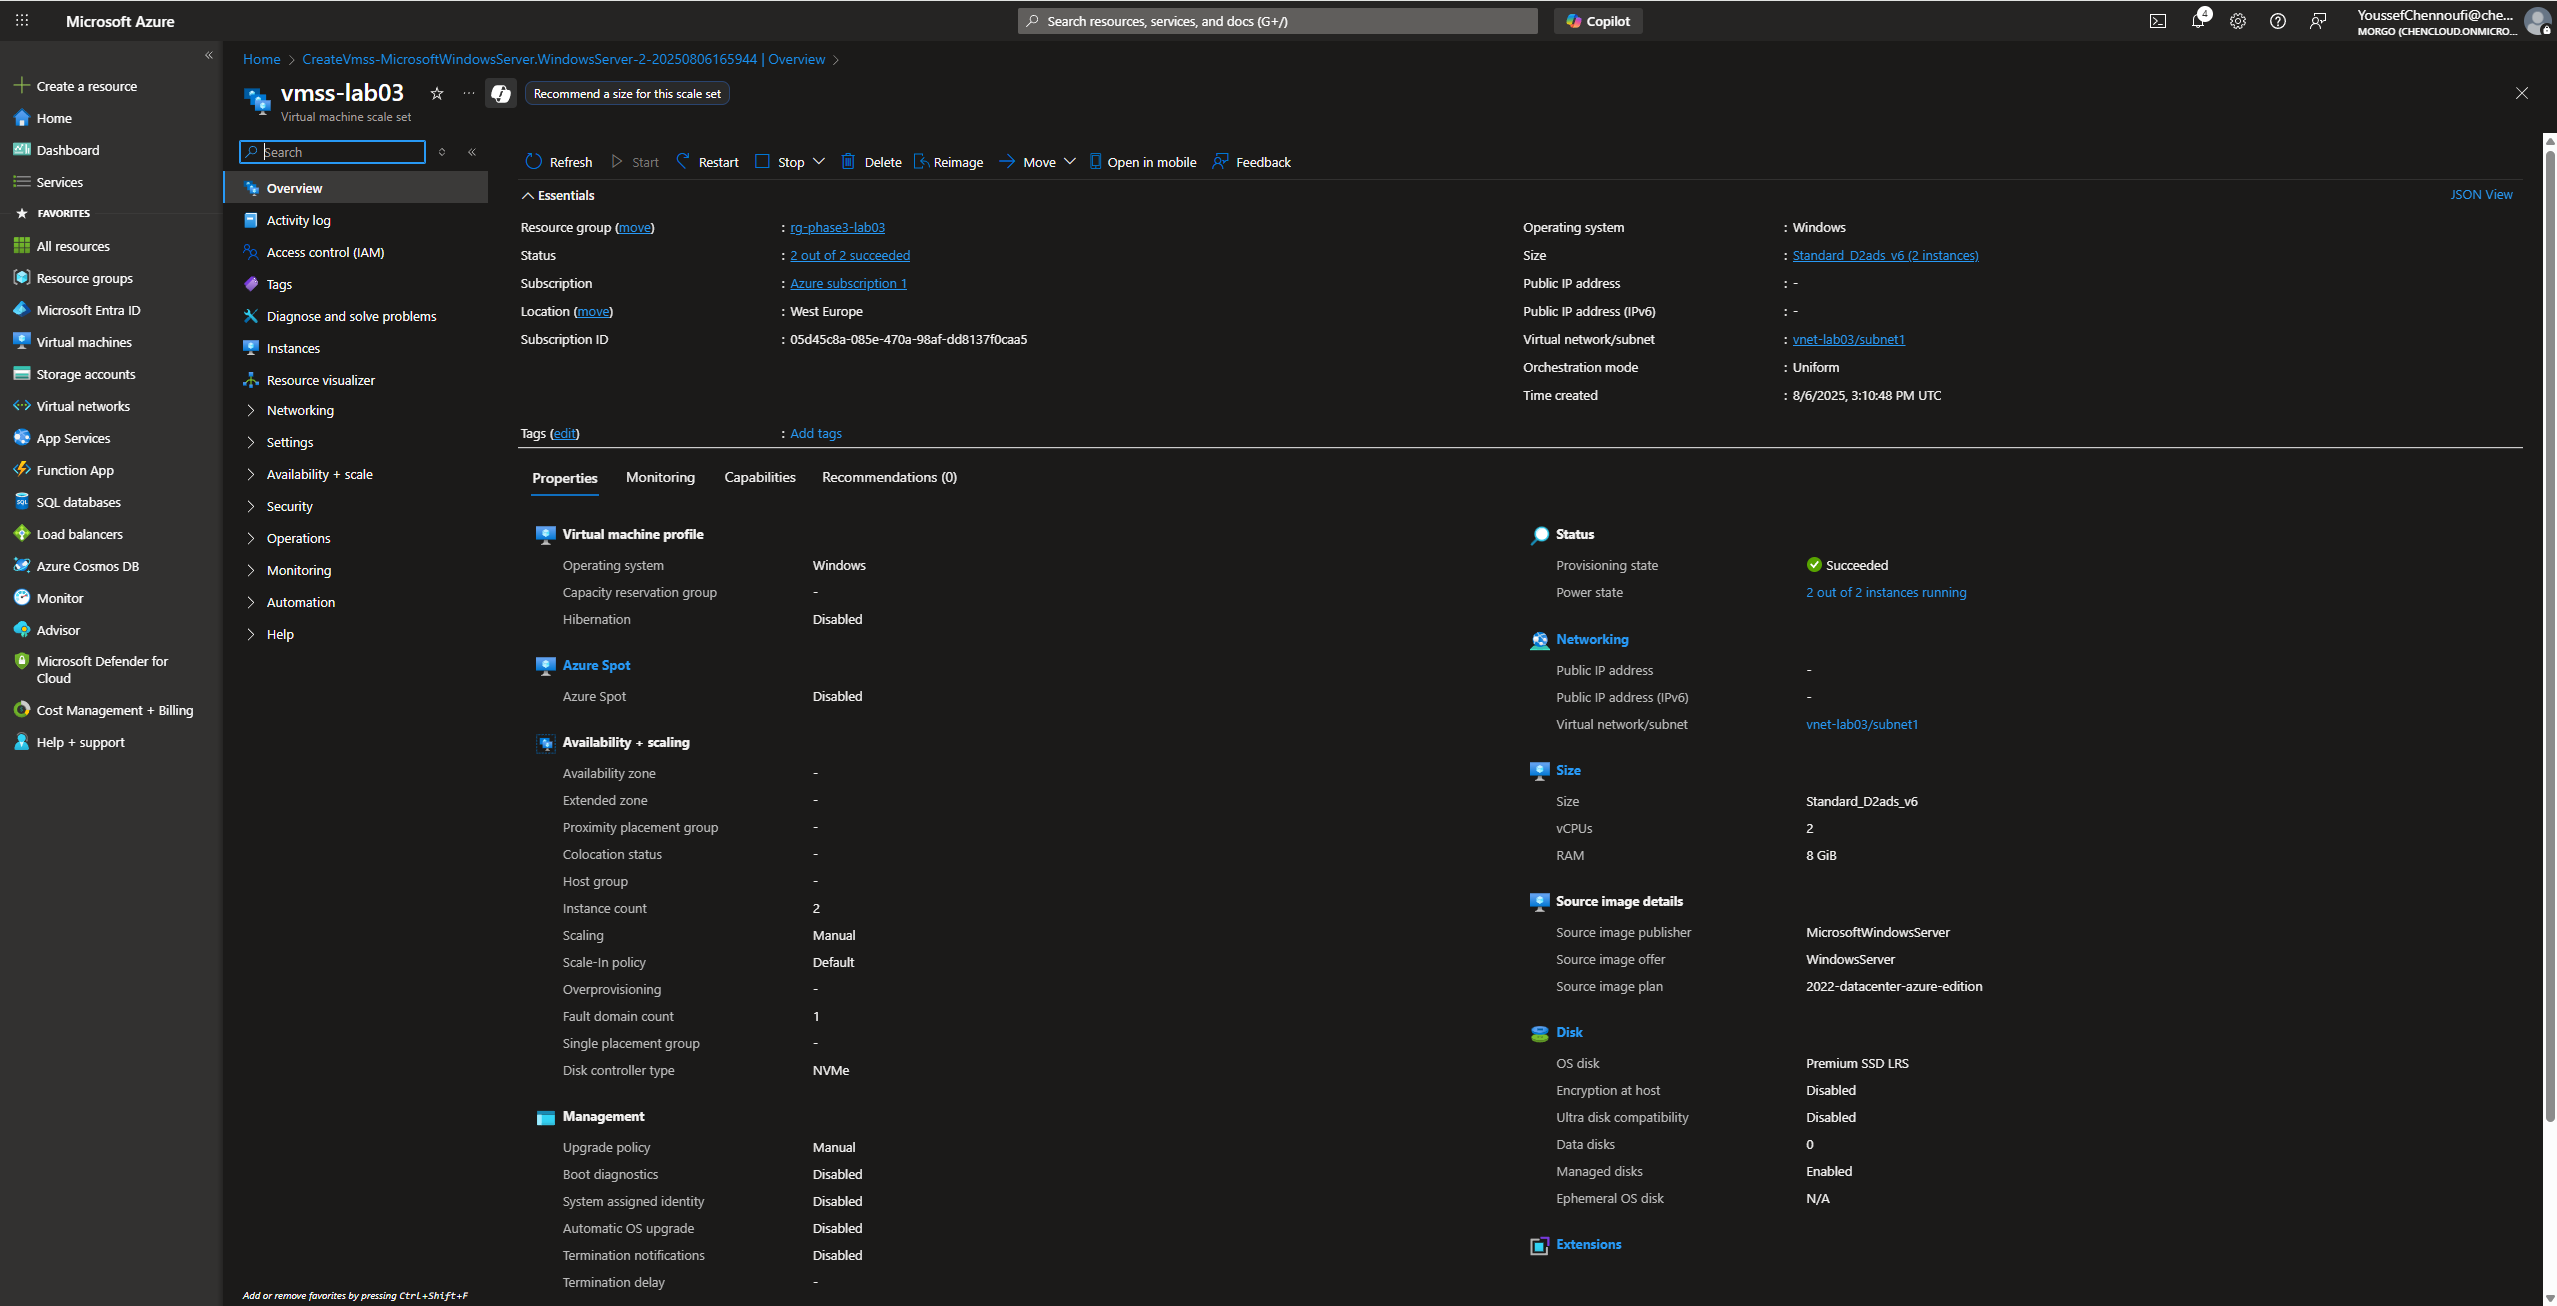 Microsoft Azure
Search resources, services, and docs (G+/)
Copilot
4
YoussefChennoufi@che...
MORGO (CHENCLOUD.ONMICRO...
Create a resource
Home
Dashboard
Services
FAVORITES
All resources
Resource groups
Microsoft Entra ID
Virtual machines
Storage accounts
Virtual networks
App Services
Function App
SQL databases
Load balancers
Azure Cosmos DB
Monitor
Advisor
Microsoft Defender for
Cloud
Cost Management + Billing
Help + support
Home > CreateVmss-MicrosoftWindowsServer.WindowsServer-2-20250806165944 | Overview >
vmss-lab03
Virtual machine scale set
Recommend a size for this scale set
Search
Overview
Activity log
Access control (IAM)
Tags
Diagnose and solve problems
Instances
Resource visualizer
Networking
Settings
Availability + scale
Security
Operations
Monitoring
Automation
Help
Add or remove favorites by pressing Ctrl+Shift+F
Refresh Start Restart Stop Delete Reimage Move Open in mobile Feedback
Essentials
JSON View
Resource group (move) : rg-phase3-lab03
Status : 2 out of 2 succeeded
Subscription : Azure subscription 1
Location (move) : West Europe
Subscription ID : 05d45c8a-085e-470a-98af-dd8137f0caa5
Operating system : Windows
Size : Standard_D2ads_v6 (2 instances)
Public IP address : -
Public IP address (IPv6) : -
Virtual network/subnet : vnet-lab03/subnet1
Orchestration mode : Uniform
Time created : 8/6/2025, 3:10:48 PM UTC
Tags (edit) : Add tags
Properties Monitoring Capabilities Recommendations (0)
Virtual machine profile
Operating system Windows
Capacity reservation group -
Hibernation Disabled
Azure Spot
Azure Spot Disabled
Availability + scaling
Availability zone -
Extended zone -
Proximity placement group -
Colocation status -
Host group -
Instance count 2
Scaling Manual
Scale-In policy Default
Overprovisioning -
Fault domain count 1
Single placement group -
Disk controller type NVMe
Management
Upgrade policy Manual
Boot diagnostics Disabled
System assigned identity Disabled
Automatic OS upgrade Disabled
Termination notifications Disabled
Termination delay -
Status
Provisioning state Succeeded
Power state 2 out of 2 instances running
Networking
Public IP address -
Public IP address (IPv6) -
Virtual network/subnet vnet-lab03/subnet1
Size
Size Standard_D2ads_v6
vCPUs 2
RAM 8 GiB
Source image details
Source image publisher MicrosoftWindowsServer
Source image offer WindowsServer
Source image plan 2022-datacenter-azure-edition
Disk
OS disk Premium SSD LRS
Encryption at host Disabled
Ultra disk compatibility Disabled
Data disks 0
Managed disks Enabled
Ephemeral OS disk N/A
Extensions